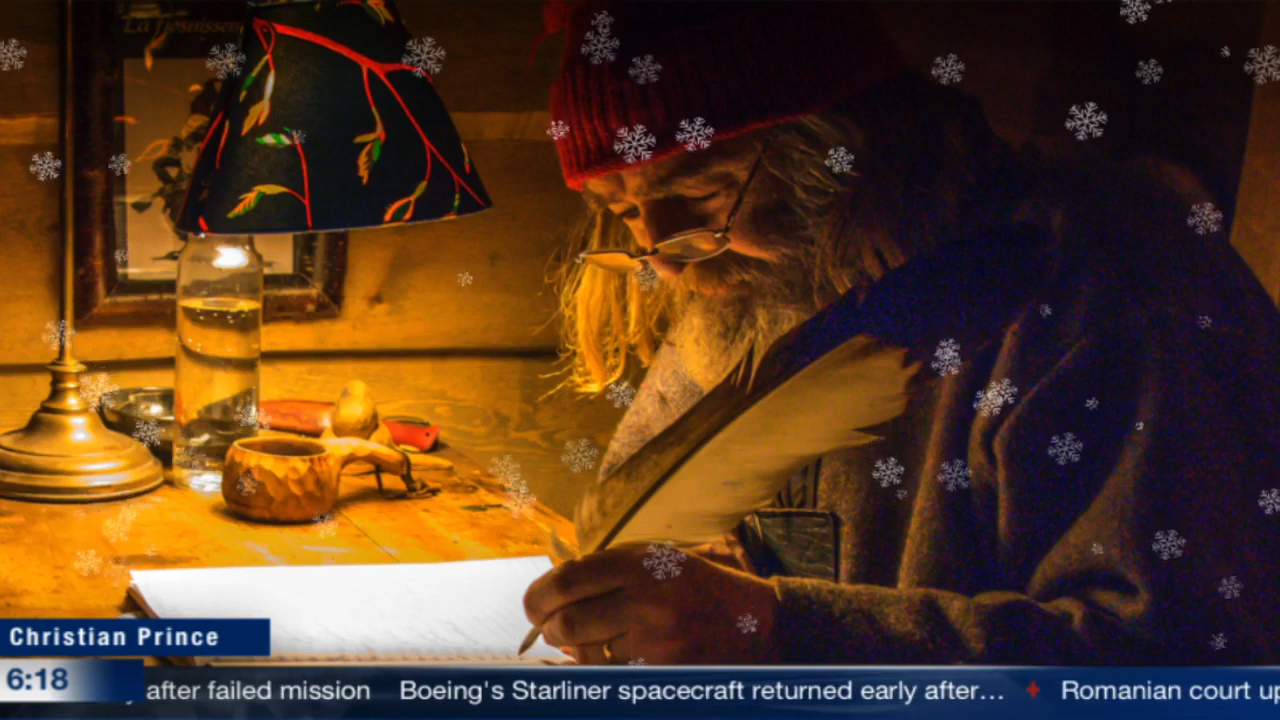 Christian Prince
6:18
after failed mission Boeing's Starliner spacecraft returned early after… Romanian court up